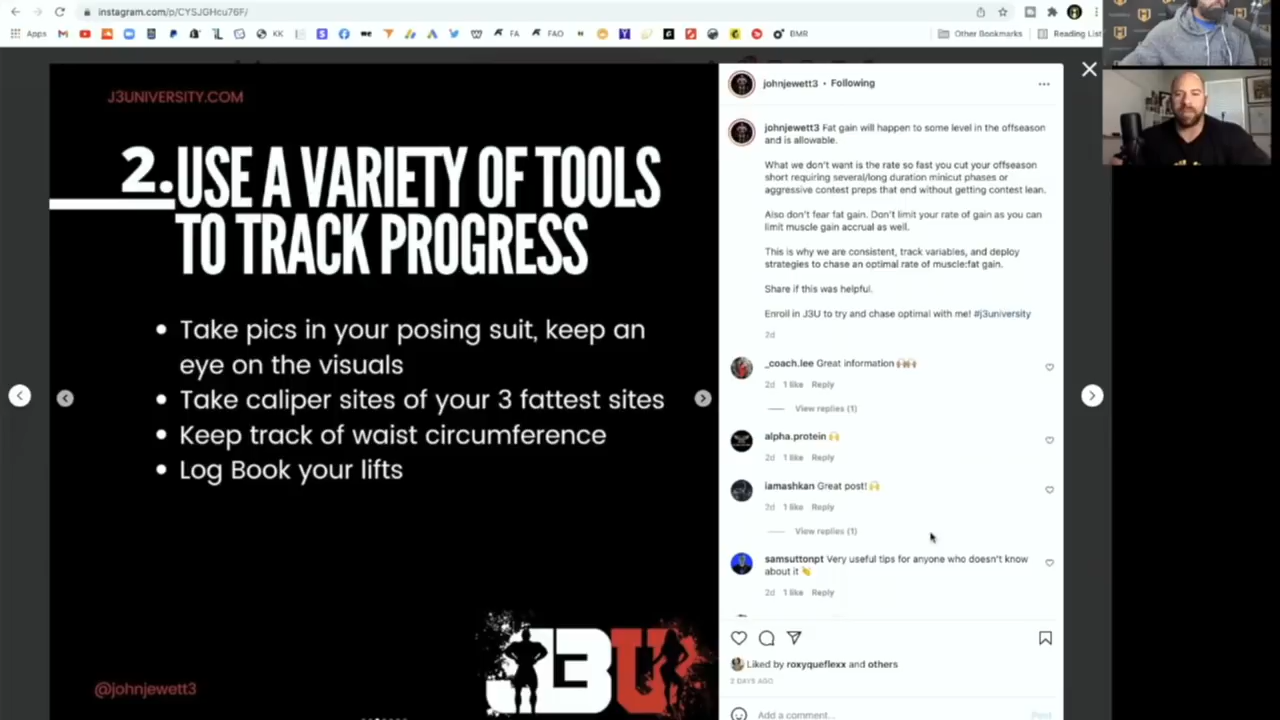 instagram.com/p/CYSJGHcu76F/
Apps
KK
FA
FAO
BMR
Other Bookmarks
Reading List
J3UNIVERSITY.COM
2. USE A VARIETY OF TOOLS
TO TRACK PROGRESS
• Take pics in your posing suit, keep an
eye on the visuals
• Take caliper sites of your 3 fattest sites
• Keep track of waist circumference
• Log Book your lifts
J3U
@johnjewett3
johnjewett3 • Following
johnjewett3 Fat gain will happen to some level in the offseason
and is allowable.
What we don't want is the rate so fast you cut your offseason
short requiring several/long duration minicut phases or
aggressive contest preps that end without getting contest lean.
Also don't fear fat gain. Don't limit your rate of gain as you can
limit muscle gain accrual as well.
This is why we are consistent, track variables, and deploy
strategies to chase an optimal rate of muscle:fat gain.
Share if this was helpful.
Enroll in J3U to try and chase optimal with me! #j3university
2d
_coach.lee Great information 🙌🙌
2d 1 like Reply
View replies (1)
alpha.protein 🙌
2d 1 like Reply
iamashkan Great post! 🙌
2d 1 like Reply
View replies (1)
samsuttonpt Very useful tips for anyone who doesn't know
about it 👏
2d 1 like Reply
Liked by roxyqueflexx and others
2 DAYS AGO
Add a comment...
Post